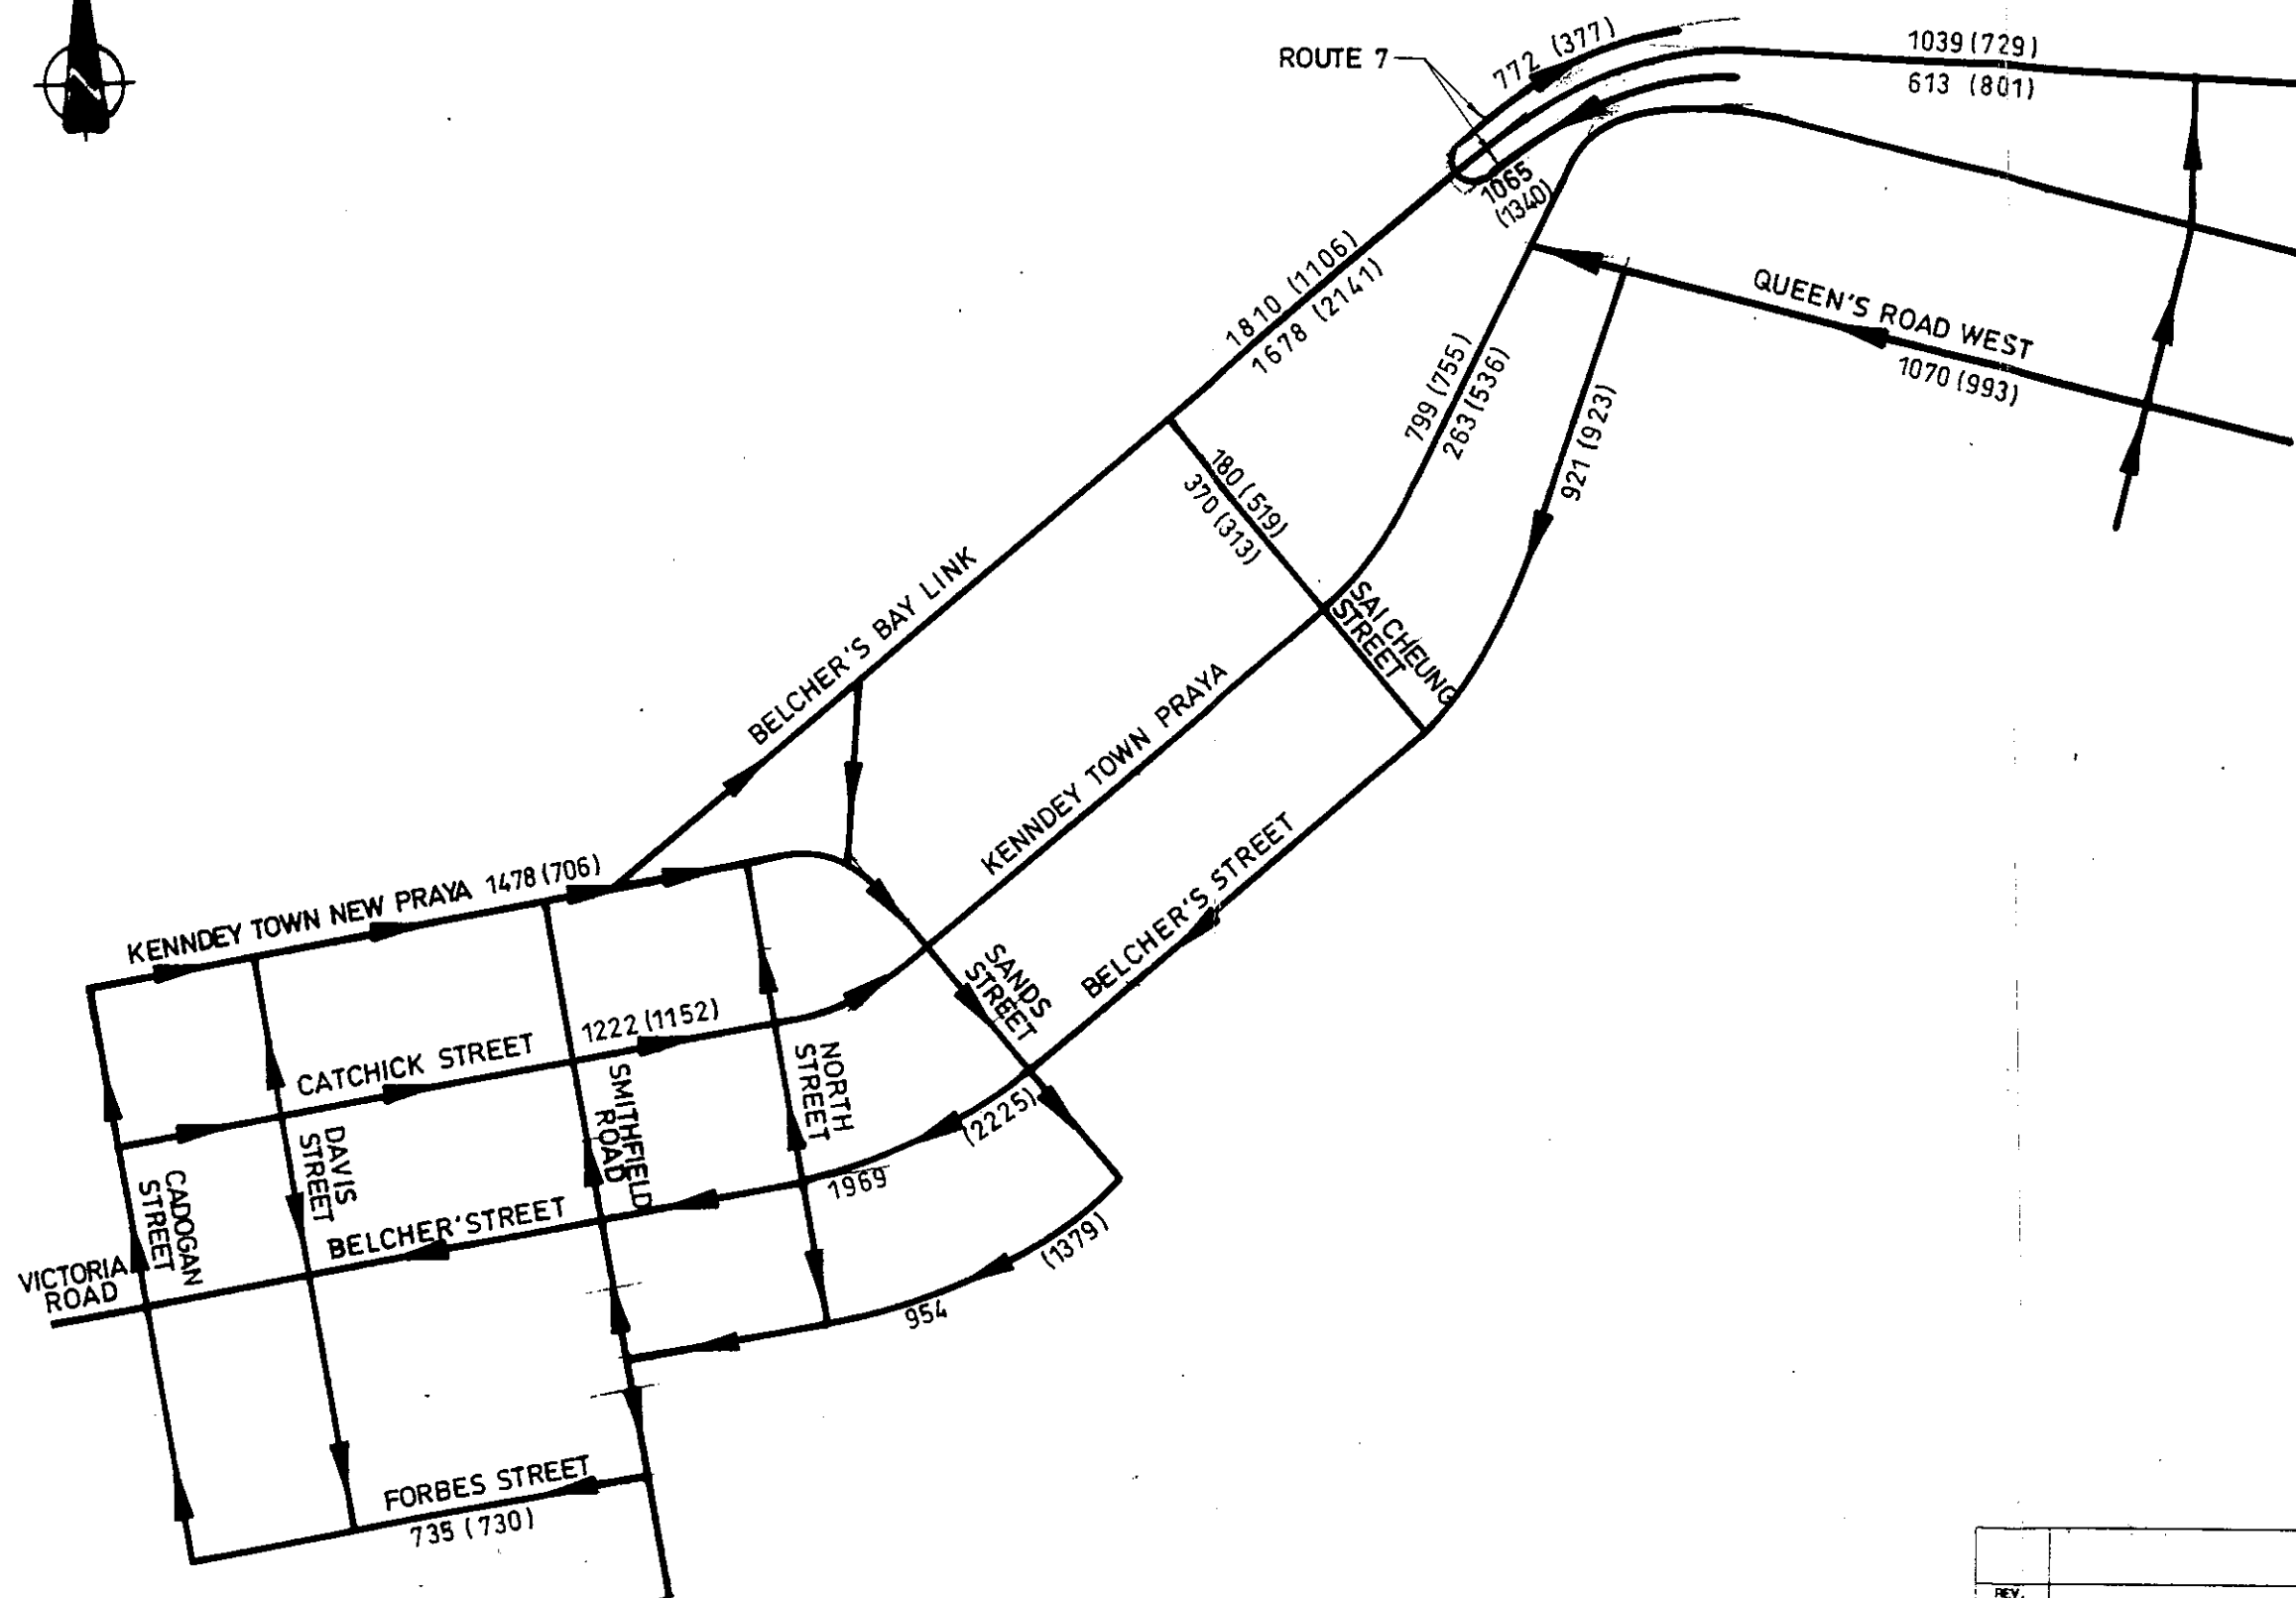 ROUTE 7
772 (377)
1039 (729)
613 (801)
1065
(1340)
1810 (1106)
1678 (2141)
QUEEN'S ROAD WEST
1070 (993)
799 (755)
263 (536)
921 (923)
180 (519)
370 (313)
BELCHER'S BAY LINK
SAI CHEUNG
STREET
KENNDEY TOWN PRAYA
BELCHER'S STREET
KENNDEY TOWN NEW PRAYA 1478 (706)
SANDS
STREET
CATCHICK STREET
1222 (1152)
NORTH
STREET
SMITHFIELD
ROAD
DAVIS
STREET
CADOGAN
STREET
(2225)
1969
BELCHER'STREET
VICTORIA
ROAD
(1379)
954
FORBES STREET
735 (730)
REV.